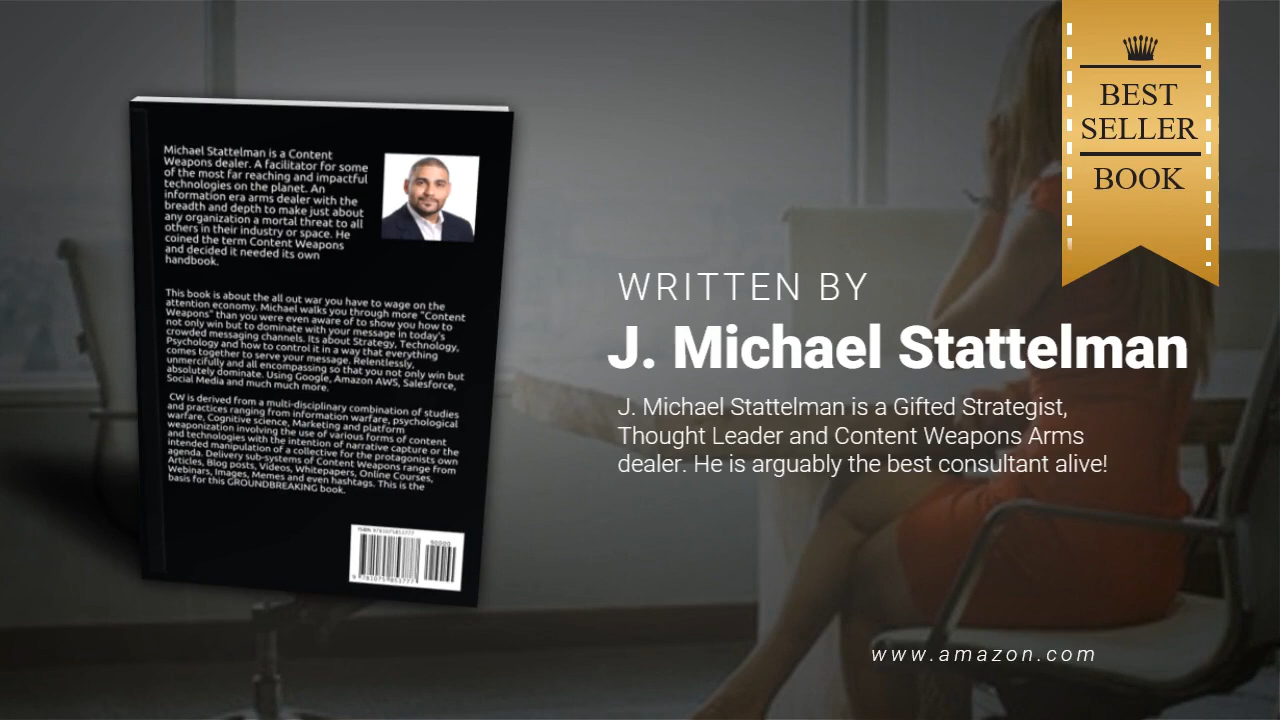 Michael Stattelman is a Content
Weapons dealer. A facilitator for some
of the most far reaching and impactful
technologies on the planet. An
information era arms dealer with the
breadth and depth to make just about
any organization a mortal threat to all
others in their industry or space. He
coined the term Content Weapons
and decided it needed its own
handbook.
This book is about the all out war you have to wage on the
attention economy. Michael walks you through more "Content
Weapons" than you were even aware of to show you how to
not only win but to dominate with your message in today's
crowded messaging channels. Its about Strategy, Technology,
Psychology and how to control it in a way that everything
comes together to serve your message. Relentlessly,
unmercifully and all encompassing so that you not only win but
absolutely dominate. Using Google, Amazon AWS, Salesforce,
Social Media and much much more.
CW is derived from a multi-disciplinary combination of studies
and practices ranging from information warfare, psychological
warfare, Cognitive science, Marketing and platform
weaponization involving the use of various forms of content
and technologies with the intention of narrative capture or the
intended manipulation of a collective for the protagonists own
agenda. Delivery sub-systems of Content Weapons range from
Articles, Blog posts, Videos, Whitepapers, Online Courses,
Webinars, Images, Memes and even hashtags. This is the
basis for this GROUNDBREAKING book.
ISBN 9781075853777
90000
9 781075 853777
BEST
SELLER
BOOK
WRITTEN BY
J. Michael Stattelman
J. Michael Stattelman is a Gifted Strategist,
Thought Leader and Content Weapons Arms
dealer. He is arguably the best consultant alive!
www.amazon.com